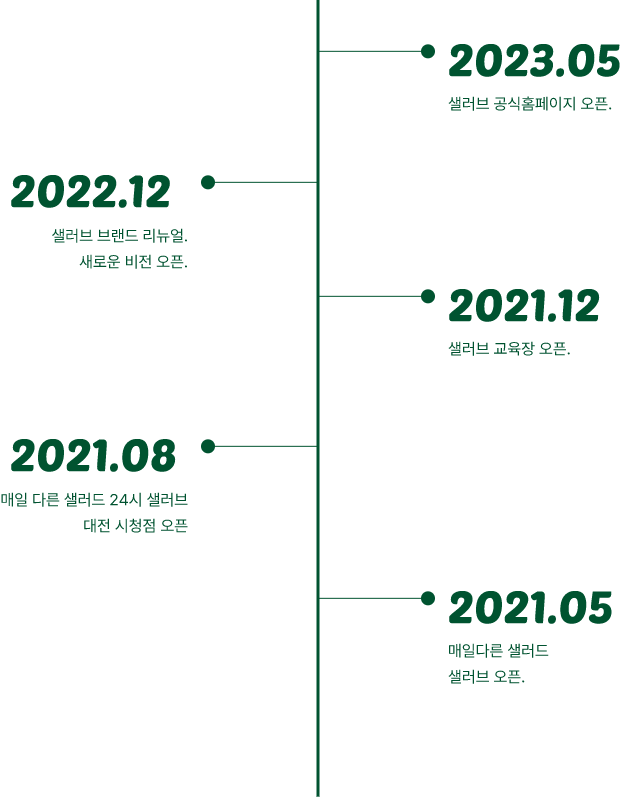 2023.05
샐러브 공식홈페이지 오픈.
2022.12
샐러브 브랜드 리뉴얼.
새로운 비전 오픈.
2021.12
샐러브 교육장 오픈.
2021.08
매일 다른 샐러드 24시 샐러브
대전 시청점 오픈
2021.05
매일다른 샐러드
샐러브 오픈.